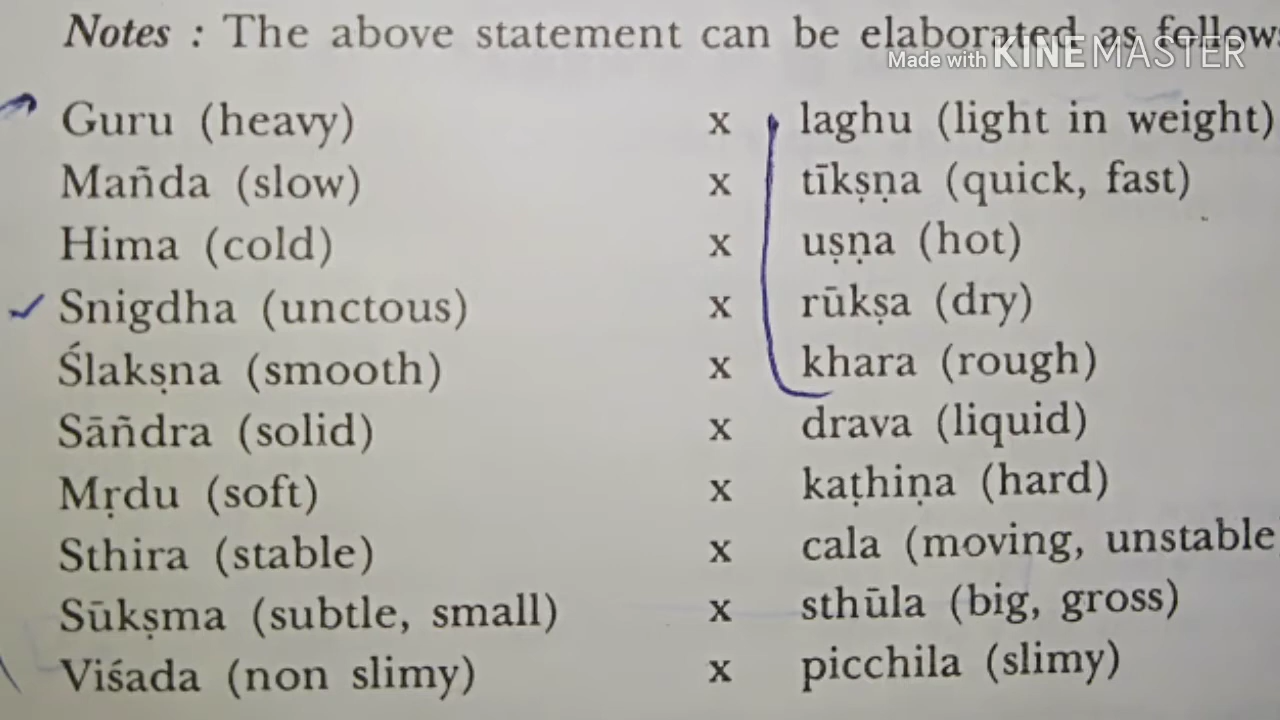 Notes : The above statement can be elaborated as follows
Made with KINEMASTER
Guru (heavy) x laghu (light in weight)
Mañda (slow) x tīkṣṇa (quick, fast)
Hima (cold) x uṣṇa (hot)
Snigdha (unctous) x rūkṣa (dry)
Ślakṣna (smooth) x khara (rough)
Sāñdra (solid) x drava (liquid)
Mṛdu (soft) x kaṭhiṇa (hard)
Sthira (stable) x cala (moving, unstable
Sūkṣma (subtle, small) x sthūla (big, gross)
Viśada (non slimy) x picchila (slimy)